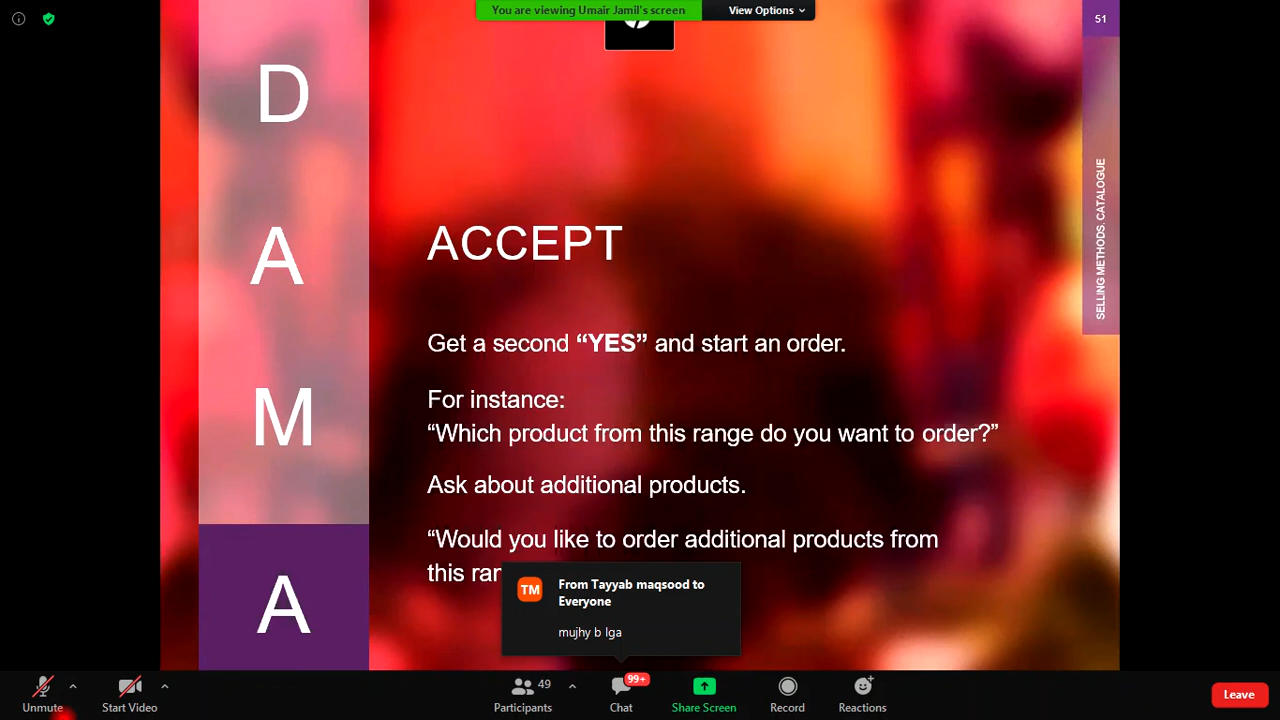 You are viewing Umair Jamil's screen
View Options
51
D
A
M
A
SELLING METHODS. CATALOGUE
ACCEPT
Get a second “YES” and start an order.
For instance:
“Which product from this range do you want to order?”
Ask about additional products.
“Would you like to order additional products from
this
TM
From Tayyab maqsood to
Everyone
mujhy b lga
Unmute
Start Video
49
Participants
99+
Chat
Share Screen
Record
Reactions
Leave